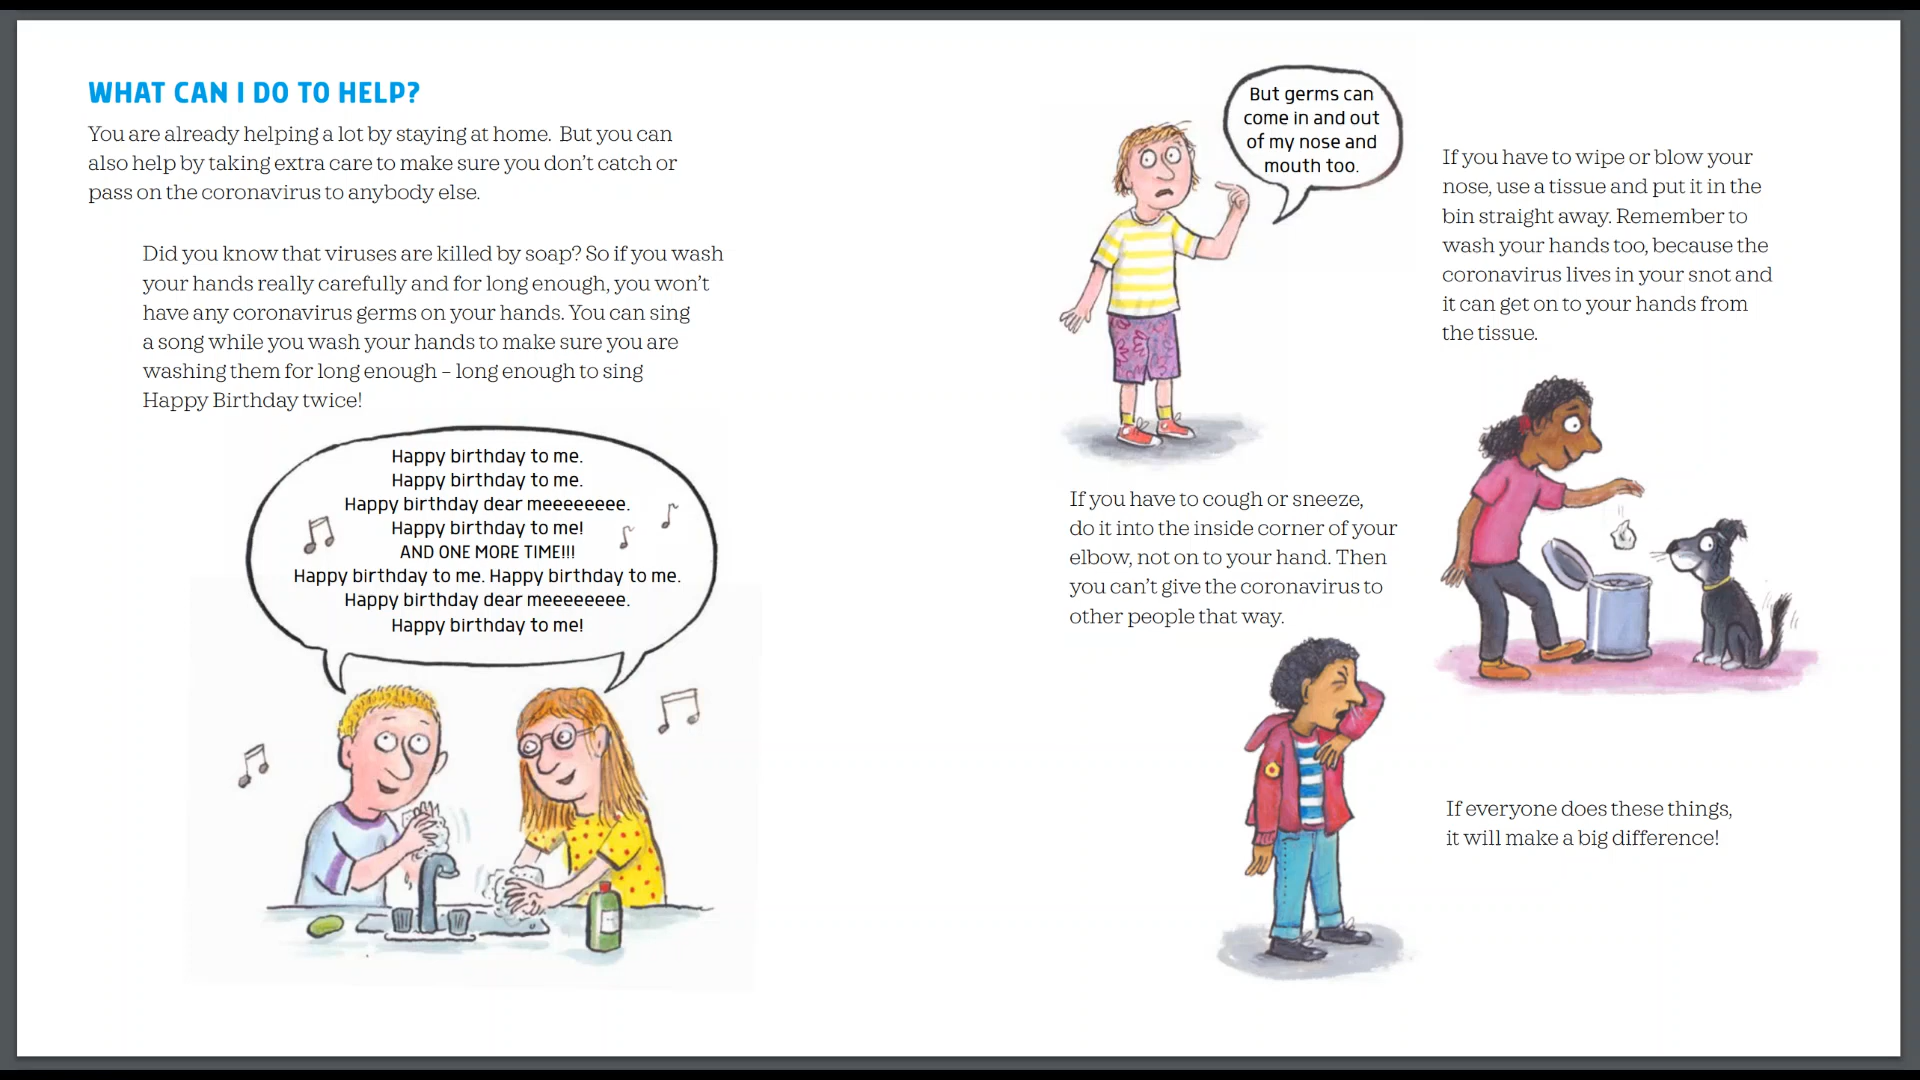 WHAT CAN I DO TO HELP?
You are already helping a lot by staying at home. But you can
also help by taking extra care to make sure you don’t catch or
pass on the coronavirus to anybody else.
Did you know that viruses are killed by soap? So if you wash
your hands really carefully and for long enough, you won’t
have any coronavirus germs on your hands. You can sing
a song while you wash your hands to make sure you are
washing them for long enough – long enough to sing
Happy Birthday twice!
Happy birthday to me.
Happy birthday to me.
Happy birthday dear meeeeeeee.
Happy birthday to me!
AND ONE MORE TIME!!!
Happy birthday to me. Happy birthday to me.
Happy birthday dear meeeeeeee.
Happy birthday to me!
But germs can
come in and out
of my nose and
mouth too.
If you have to cough or sneeze,
do it into the inside corner of your
elbow, not on to your hand. Then
you can’t give the coronavirus to
other people that way.
If you have to wipe or blow your
nose, use a tissue and put it in the
bin straight away. Remember to
wash your hands too, because the
coronavirus lives in your snot and
it can get on to your hands from
the tissue.
If everyone does these things,
it will make a big difference!